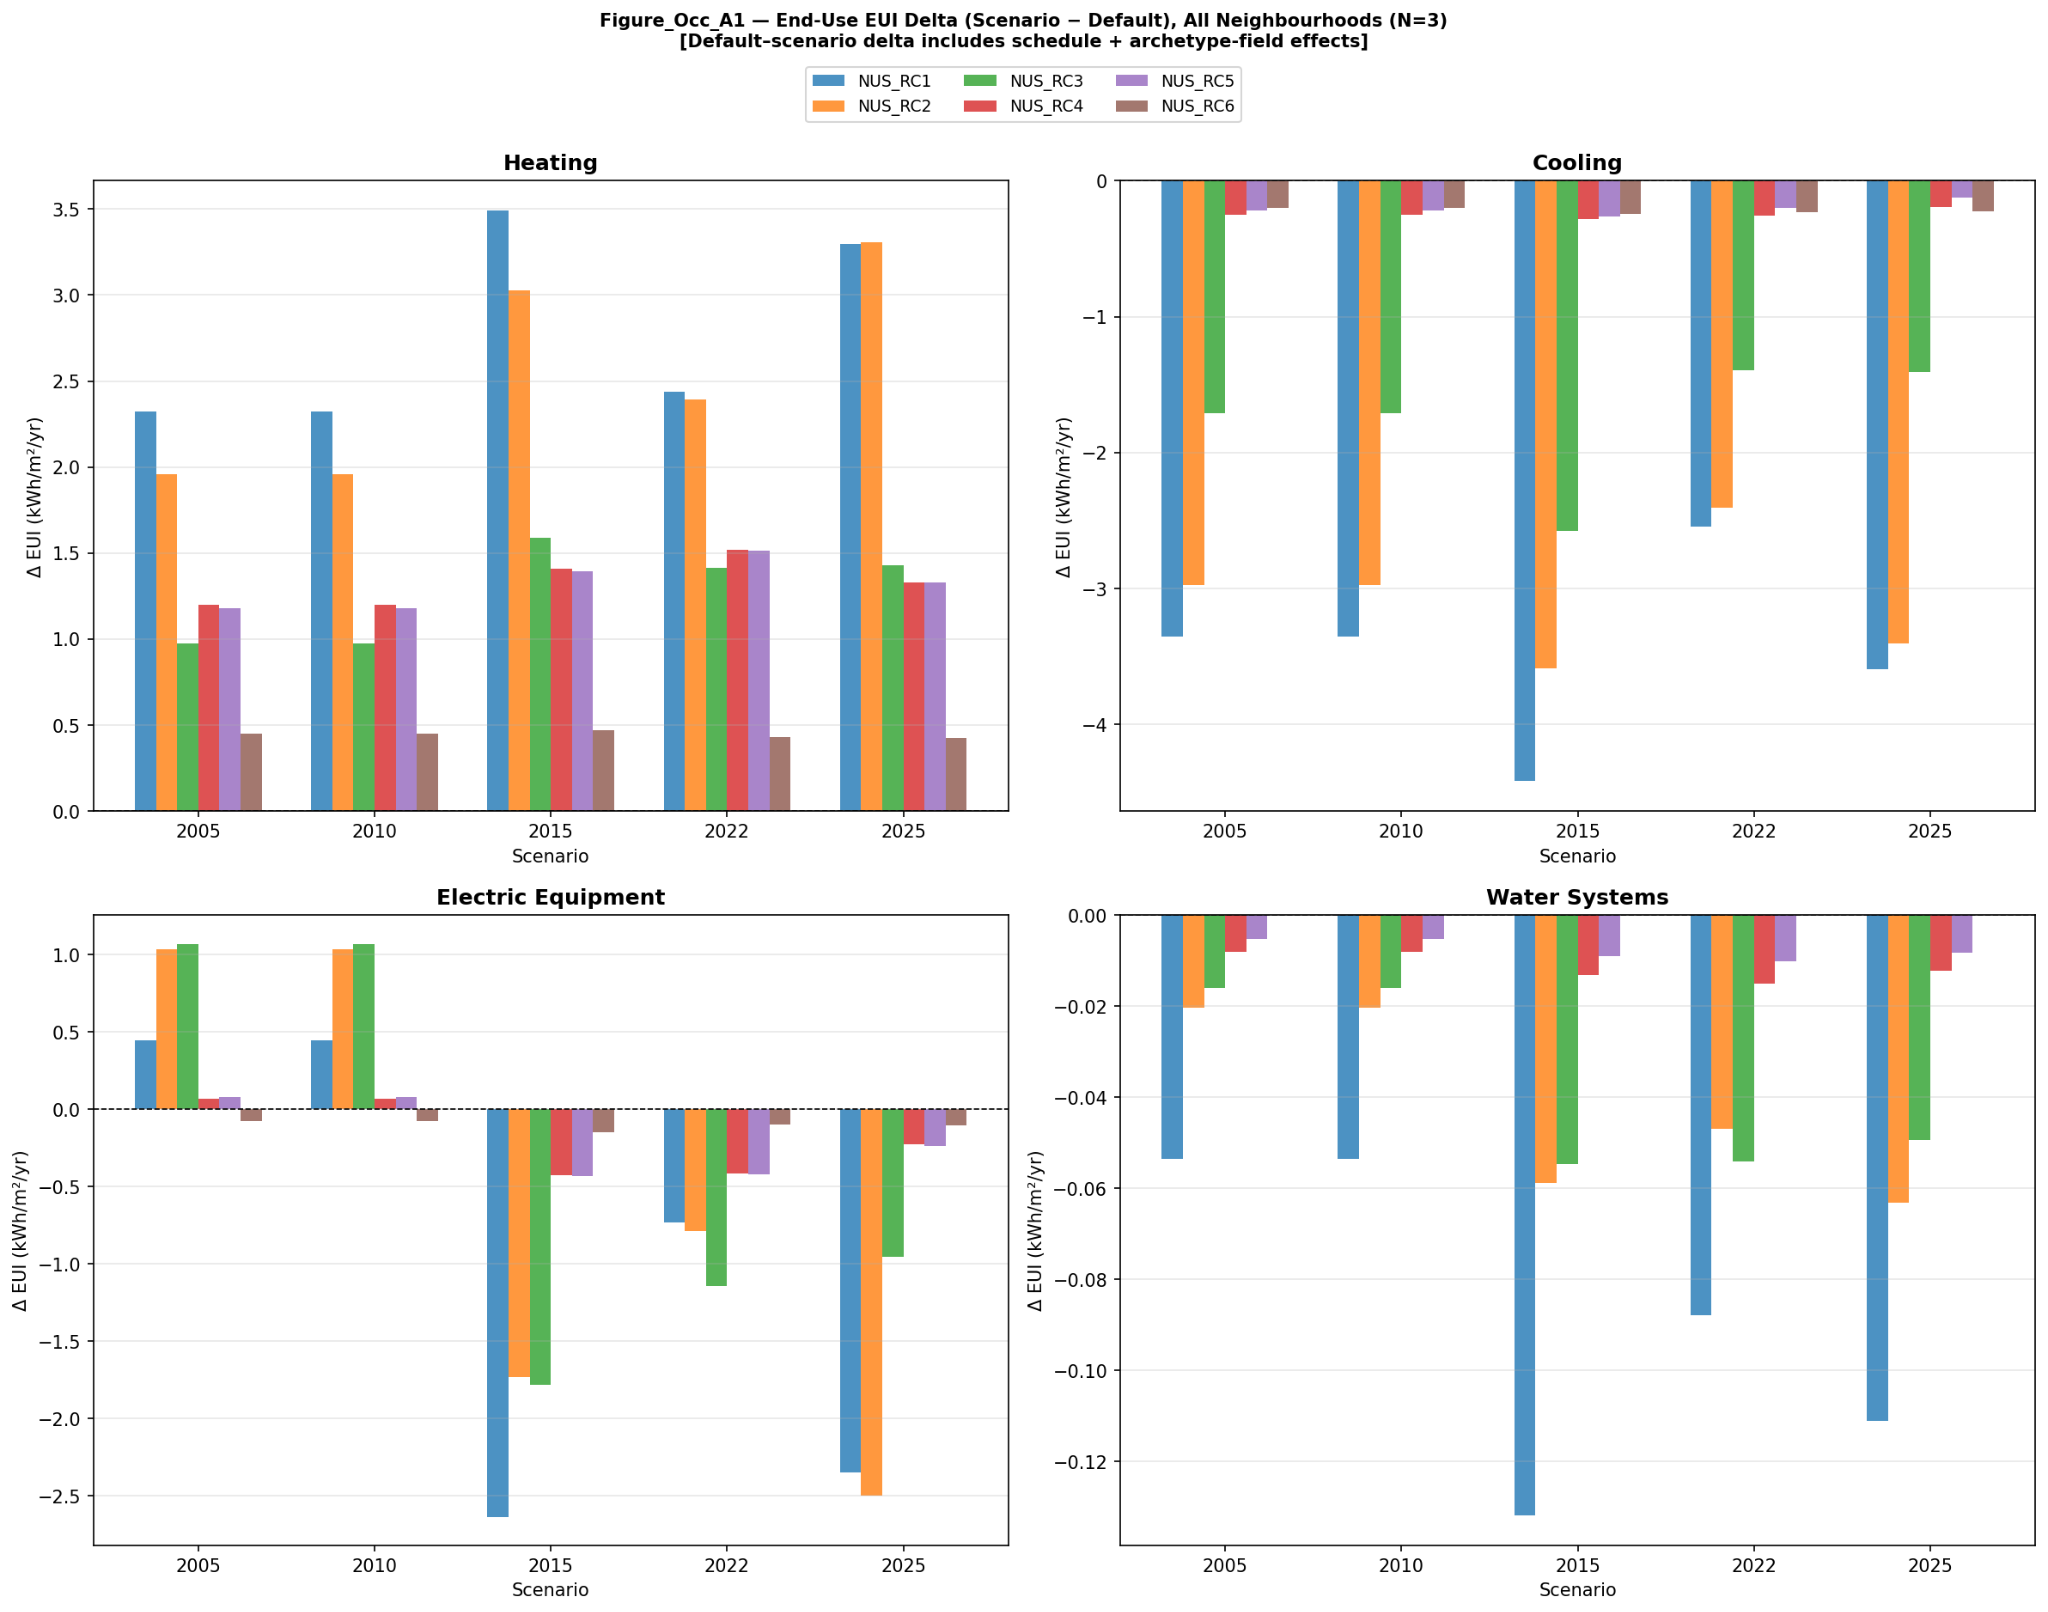 Figure_Occ_A1 — End-Use EUI Delta (Scenario − Default), All Neighbourhoods (N=3)
[Default–scenario delta includes schedule + archetype-field effects]
NUS_RC1 NUS_RC3 NUS_RC5
NUS_RC2 NUS_RC4 NUS_RC6
Heating
Δ EUI (kWh/m²/yr)
3.5
3.0
2.5
2.0
1.5
1.0
0.5
0.0
2005 2010 2015 2022 2025
Scenario
Cooling
Δ EUI (kWh/m²/yr)
0
−1
−2
−3
−4
2005 2010 2015 2022 2025
Scenario
Electric Equipment
Δ EUI (kWh/m²/yr)
1.0
0.5
0.0
−0.5
−1.0
−1.5
−2.0
−2.5
2005 2010 2015 2022 2025
Scenario
Water Systems
Δ EUI (kWh/m²/yr)
0.00
−0.02
−0.04
−0.06
−0.08
−0.10
−0.12
2005 2010 2015 2022 2025
Scenario